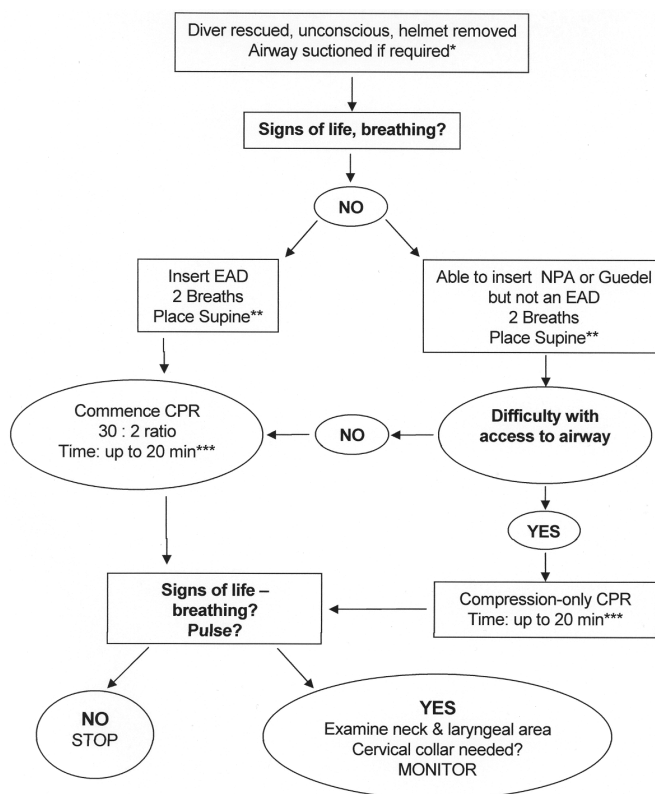 Diver rescued, unconscious, helmet removed
Airway suctioned if required*
Signs of life, breathing?
NO
Insert EAD
2 Breaths
Place Supine**
Able to insert NPA or Guedel
but not an EAD
2 Breaths
Place Supine**
Commence CPR
30 : 2 ratio
Time: up to 20 min***
NO
Difficulty with
access to airway
YES
Signs of life –
breathing?
Pulse?
Compression-only CPR
Time: up to 20 min***
NO
STOP
YES
Examine neck & laryngeal area
Cervical collar needed?
MONITOR